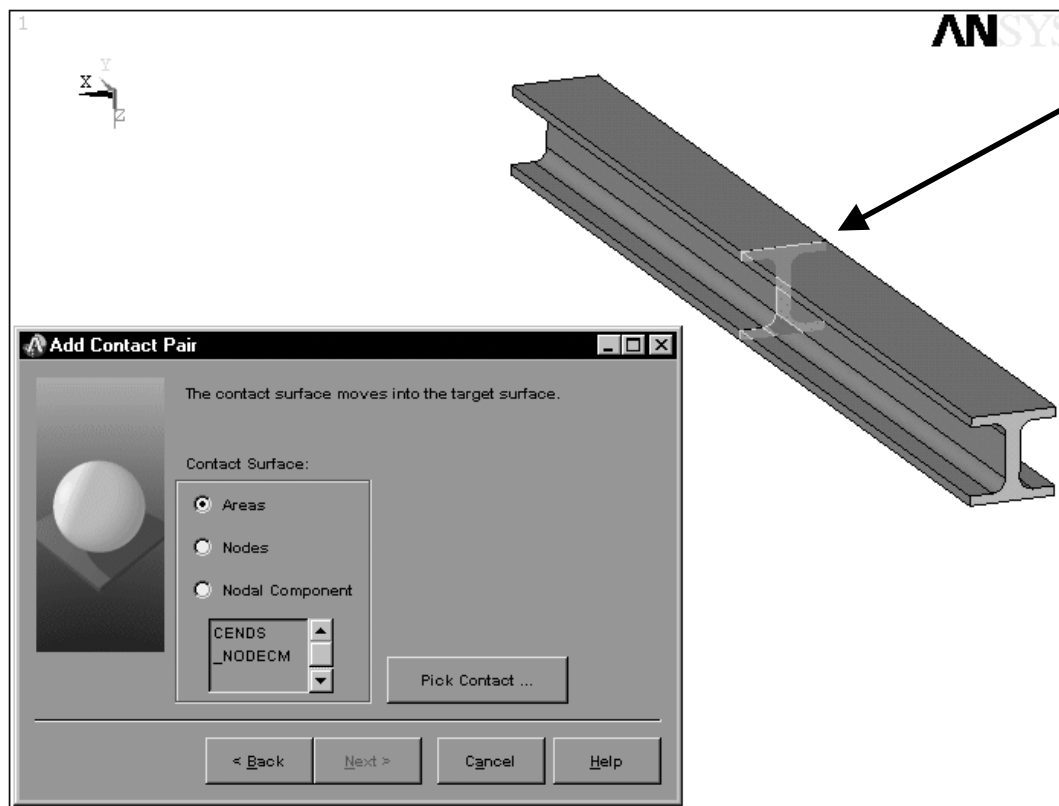 1
ANSYS
X
Y
Z
Add Contact Pair
The contact surface moves into the target surface.
Contact Surface:
Areas
Nodes
Nodal Component
CENDS
_NODECM
Pick Contact ...
< Back
Next >
Cancel
Help